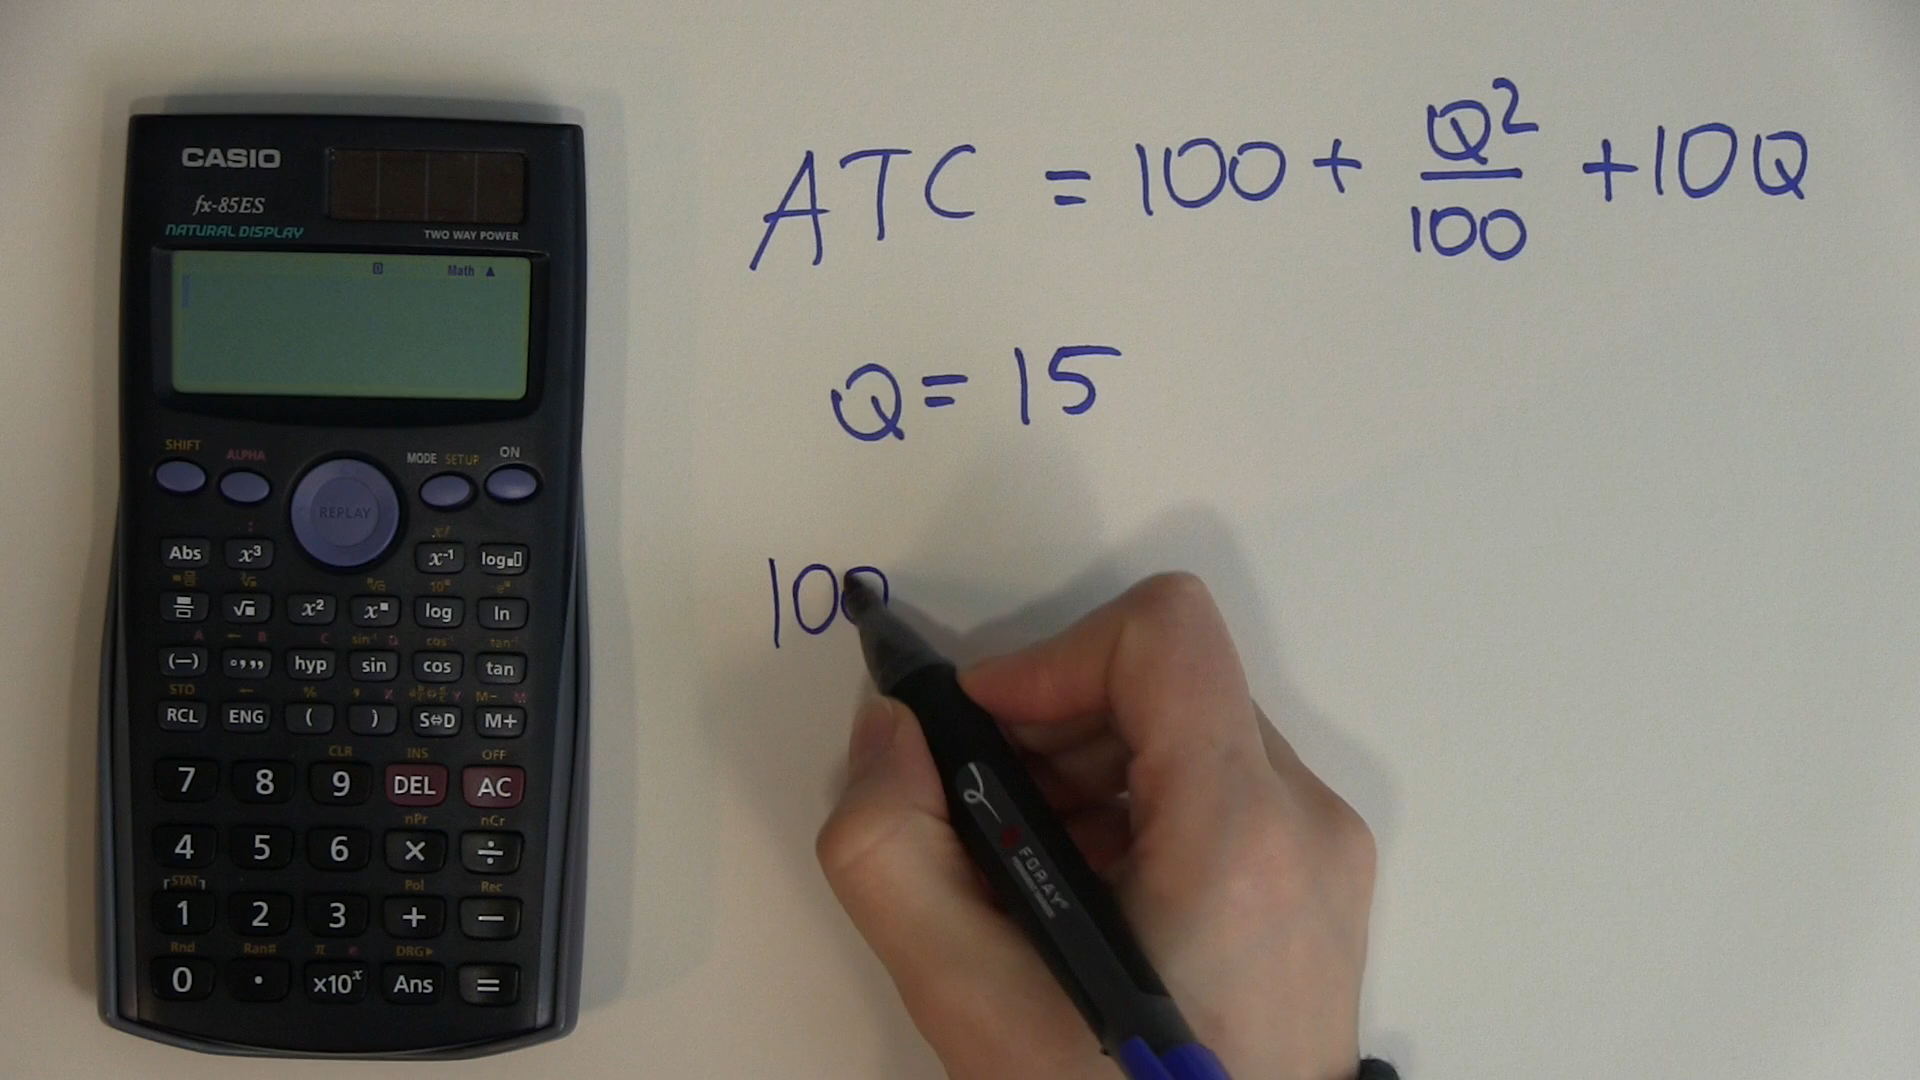 CASIO
fx-85ES
NATURAL DISPLAY
TWO WAY POWER
D Math ▲
ATC = 100 + Q²/100 + 10Q
Q = 15
100
SHIFT ALPHA MODE SETUP ON
REPLAY
Abs x³ x⁻¹ log
√ x² log ln
(−) hyp sin cos tan
STO
RCL ENG ( ) S⇔D M+
CLR INS OFF
7 8 9 DEL AC
nPr nCr
4 5 6 × ÷
STAT Pol Rec
1 2 3 + −
Rnd Ran# π DRG▶
0 . ×10ˣ Ans =
FORAY